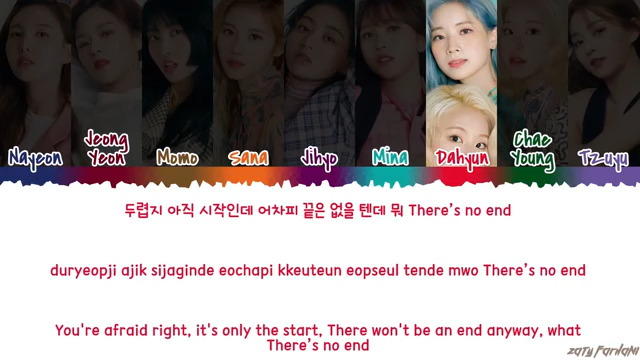 Nayeon
Jeong
Yeon
Momo
Sana
Jihyo
Mina
Dahyun
Chae
Young
Tzuyu
두렵지 아직 시작인데 어차피 끝은 없을 텐데 뭐 There's no end
duryeopji ajik sijaginde eochapi kkeuteun eopseul tende mwo There's no end
You're afraid right, it's only the start, There won't be an end anyway, what
There's no end
ZATY FARHANI